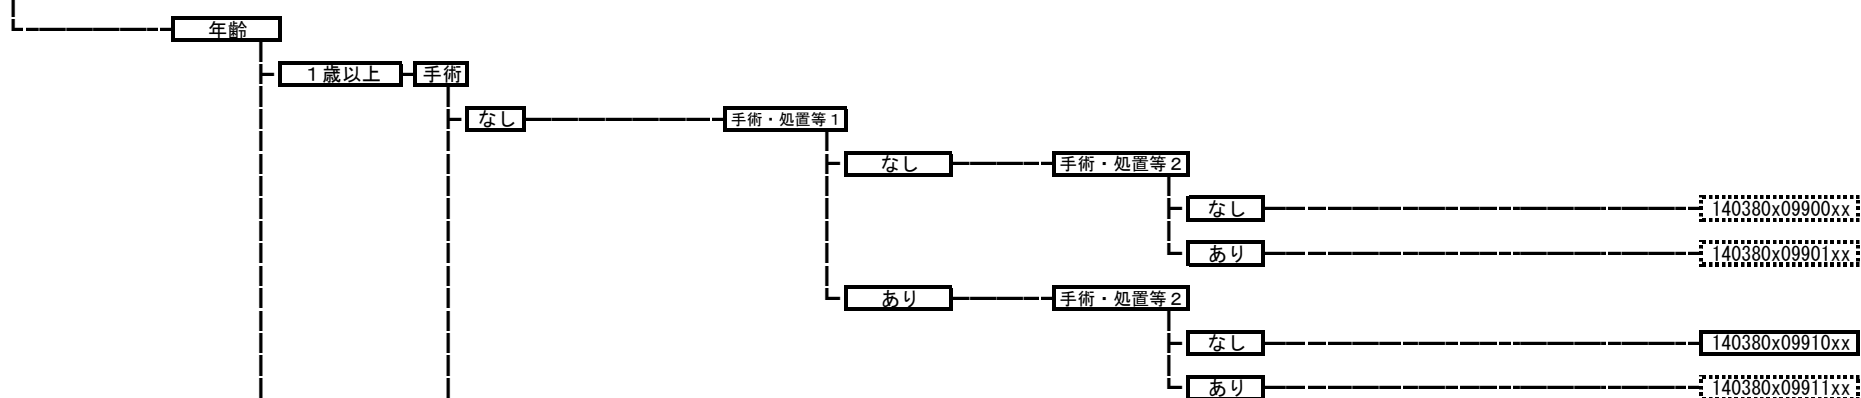 年齢
１歳以上 手術
なし 手術・処置等１
なし 手術・処置等２
なし 140380x09900xx
あり 140380x09901xx
あり 手術・処置等２
なし 140380x09910xx
あり 140380x09911xx